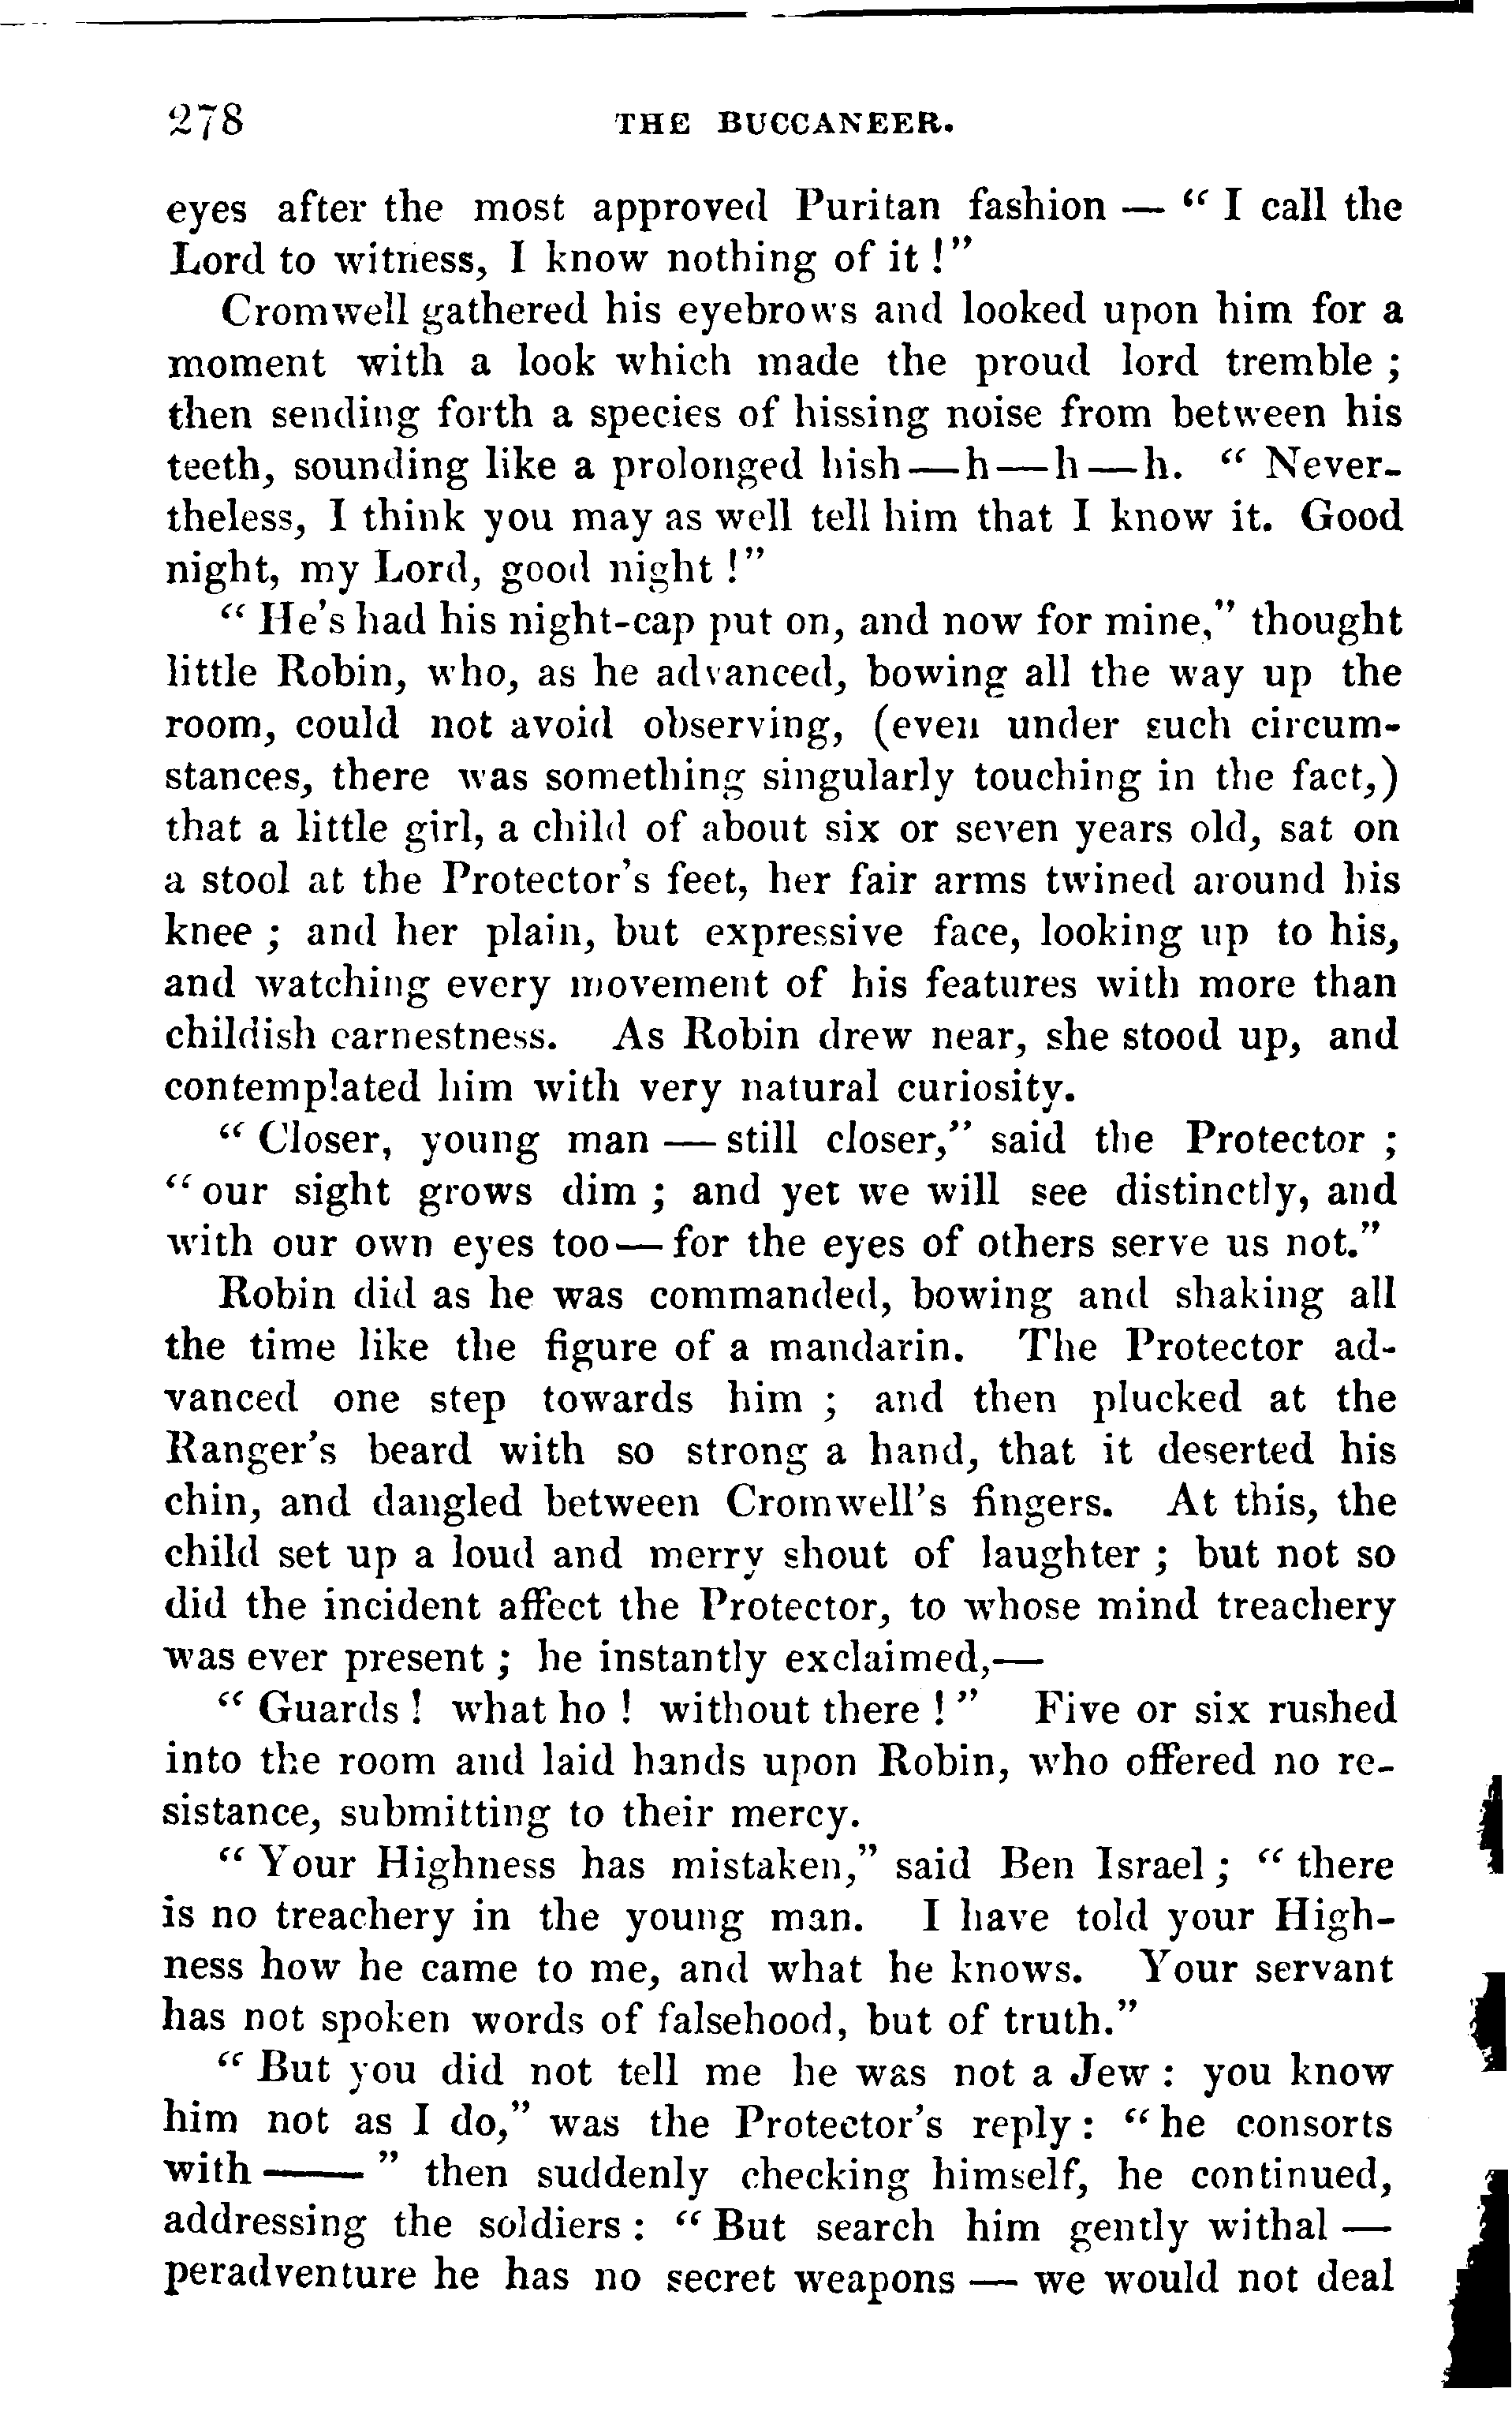 278 THE BUCCANEER.
eyes after the most approved Puritan fashion — “ I call the
Lord to witness, I know nothing of it !”
Cromwell gathered his eyebrows and looked upon him for a
moment with a look which made the proud lord tremble ;
then sending forth a species of hissing noise from between his
teeth, sounding like a prolonged hish—h—h—h. “ Never-
theless, I think you may as well tell him that I know it. Good
night, my Lord, good night !”
“ He’s had his night-cap put on, and now for mine,” thought
little Robin, who, as he advanced, bowing all the way up the
room, could not avoid observing, (even under such circum-
stances, there was something singularly touching in the fact,)
that a little girl, a child of about six or seven years old, sat on
a stool at the Protector’s feet, her fair arms twined around his
knee ; and her plain, but expressive face, looking up to his,
and watching every movement of his features with more than
childish earnestness. As Robin drew near, she stood up, and
contemplated him with very natural curiosity.
“ Closer, young man — still closer,” said the Protector ;
“ our sight grows dim ; and yet we will see distinctly, and
with our own eyes too— for the eyes of others serve us not.”
Robin did as he was commanded, bowing and shaking all
the time like the figure of a mandarin. The Protector ad-
vanced one step towards him ; and then plucked at the
Ranger’s beard with so strong a hand, that it deserted his
chin, and dangled between Cromwell’s fingers. At this, the
child set up a loud and merry shout of laughter ; but not so
did the incident affect the Protector, to whose mind treachery
was ever present ; he instantly exclaimed,—
“ Guards ! what ho ! without there ! ” Five or six rushed
into the room and laid hands upon Robin, who offered no re-
sistance, submitting to their mercy.
“ Your Highness has mistaken,” said Ben Israel ; “ there
is no treachery in the young man. I have told your High-
ness how he came to me, and what he knows. Your servant
has not spoken words of falsehood, but of truth.”
“ But you did not tell me he was not a Jew : you know
him not as I do,” was the Protector’s reply : “ he consorts
with —— ” then suddenly checking himself, he continued,
addressing the soldiers : “ But search him gently withal —
peradventure he has no secret weapons — we would not deal